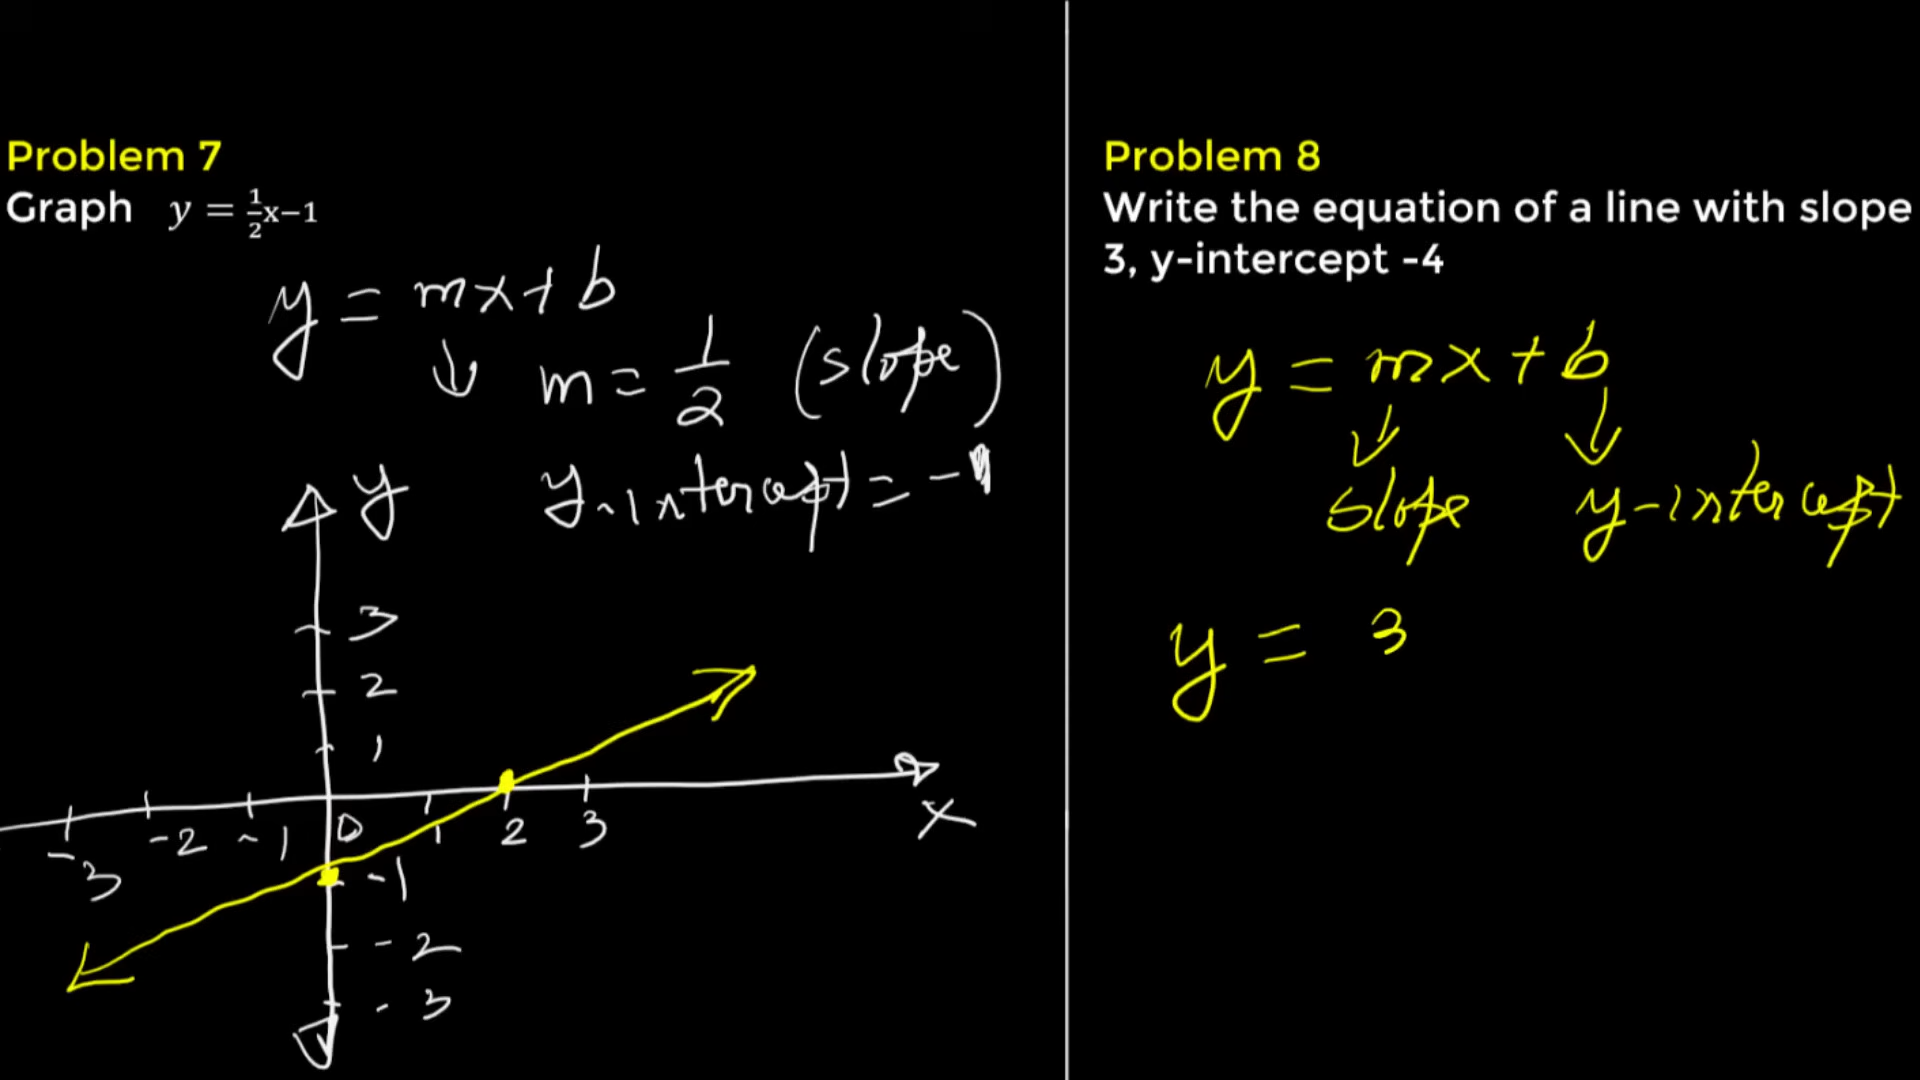 Problem 7
Graph y = 1/2x–1
y = mx + b
m = 1/2 (slope)
y-intercept = -1
y
3
2
1
-3 -2 -1 0 1 2 3
x
-1
-2
-3
Problem 8
Write the equation of a line with slope
3, y-intercept -4
y = mx + b
slope y-intercept
y = 3